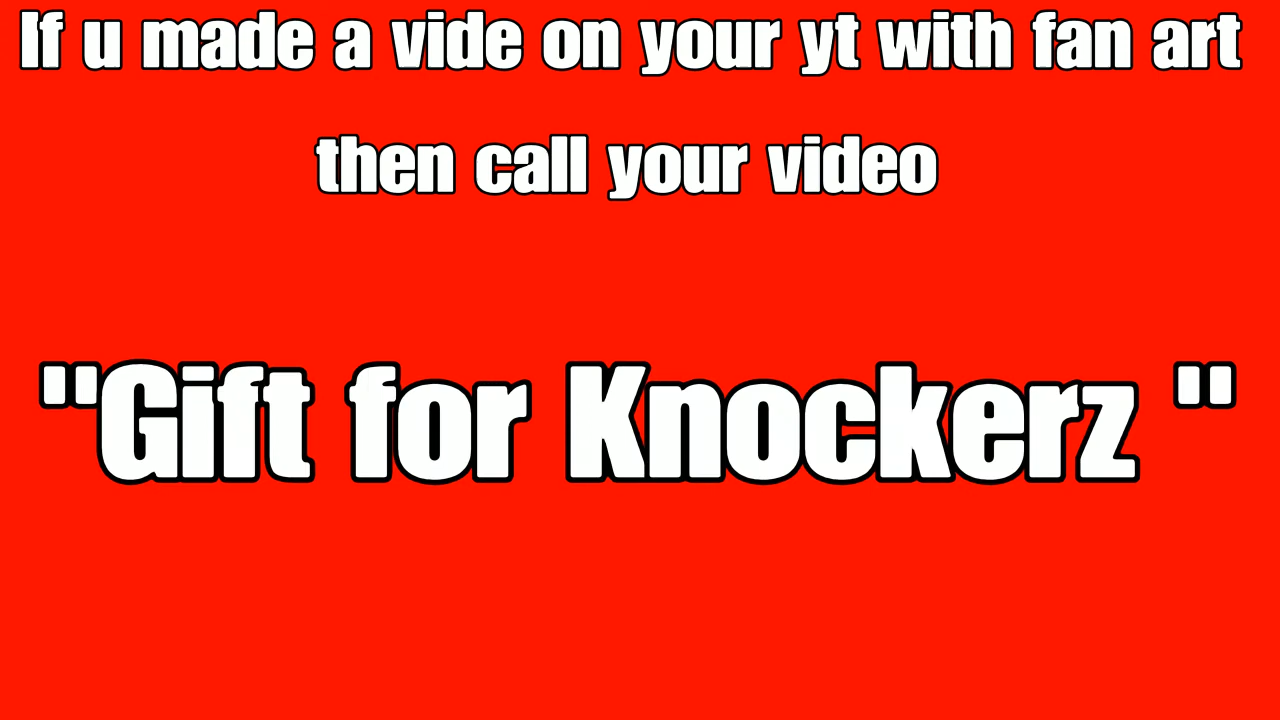 If u made a vide on your yt with fan art
then call your video
"Gift for Knockerz "